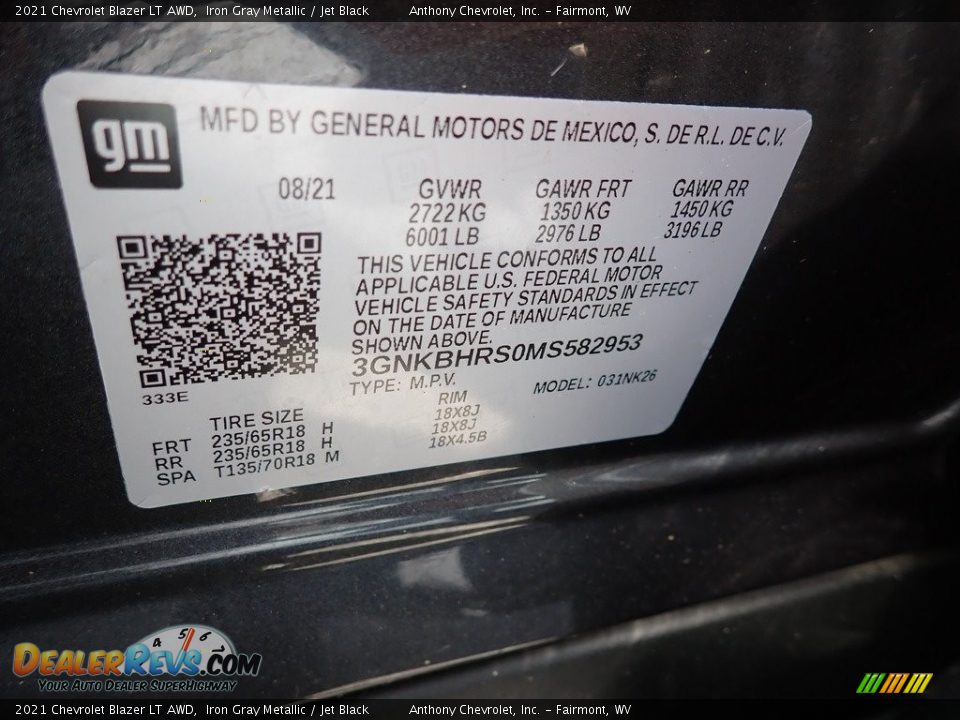 2021 Chevrolet Blazer LT AWD, Iron Gray Metallic / Jet Black Anthony Chevrolet, Inc. - Fairmont, WV
gm MFD BY GENERAL MOTORS DE MEXICO, S. DE R.L. DE C.V.
08/21 GVWR GAWR FRT GAWR RR
2722 KG 1350 KG 1450 KG
6001 LB 2976 LB 3196 LB
THIS VEHICLE CONFORMS TO ALL
APPLICABLE U.S. FEDERAL MOTOR
VEHICLE SAFETY STANDARDS IN EFFECT
ON THE DATE OF MANUFACTURE
SHOWN ABOVE.
3GNKBHRS0MS582953
333E TYPE: M.P.V. MODEL: 031NK26
TIRE SIZE RIM
FRT 235/65R18 H 18X8J
RR 235/65R18 H 18X8J
SPA T135/70R18 M 18X4.5B
4 5 6
DEALERREVS.COM
YOUR AUTO DEALER SUPERHIGHWAY
2021 Chevrolet Blazer LT AWD, Iron Gray Metallic / Jet Black Anthony Chevrolet, Inc. - Fairmont, WV